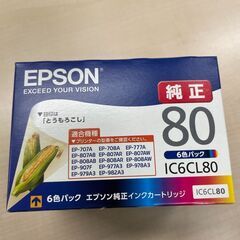 EPSON
EXCEED YOUR VISION
純正
目印は
「とうもろこし」
80
適合機種
プリンターの型番をご確認ください
EP-707A EP-708A EP-777A
EP-807AB EP-807AR EP-807AW
EP-808AB EP-808AR EP-808AW
EP-907F EP-977A3 EP-978A3
EP-979A3 EP-982A3
6色パック
IC6CL80
6色パック エプソン純正インクカートリッジ
IC6CL80